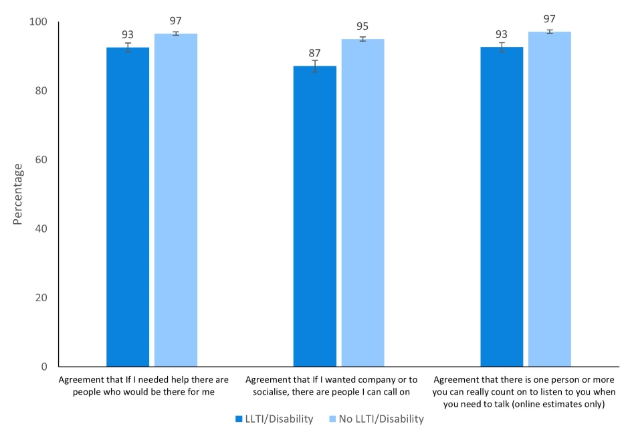 100
80
60
40
20
0
Percentage
93
97
87
95
93
97
Agreement that If I needed help there are
people who would be there for me
Agreement that If I wanted company or to
socialise, there are people I can call on
Agreement that there is one person or more
you can really count on to listen to you when
you need to talk (online estimates only)
LLTI/Disability
No LLTI/Disability